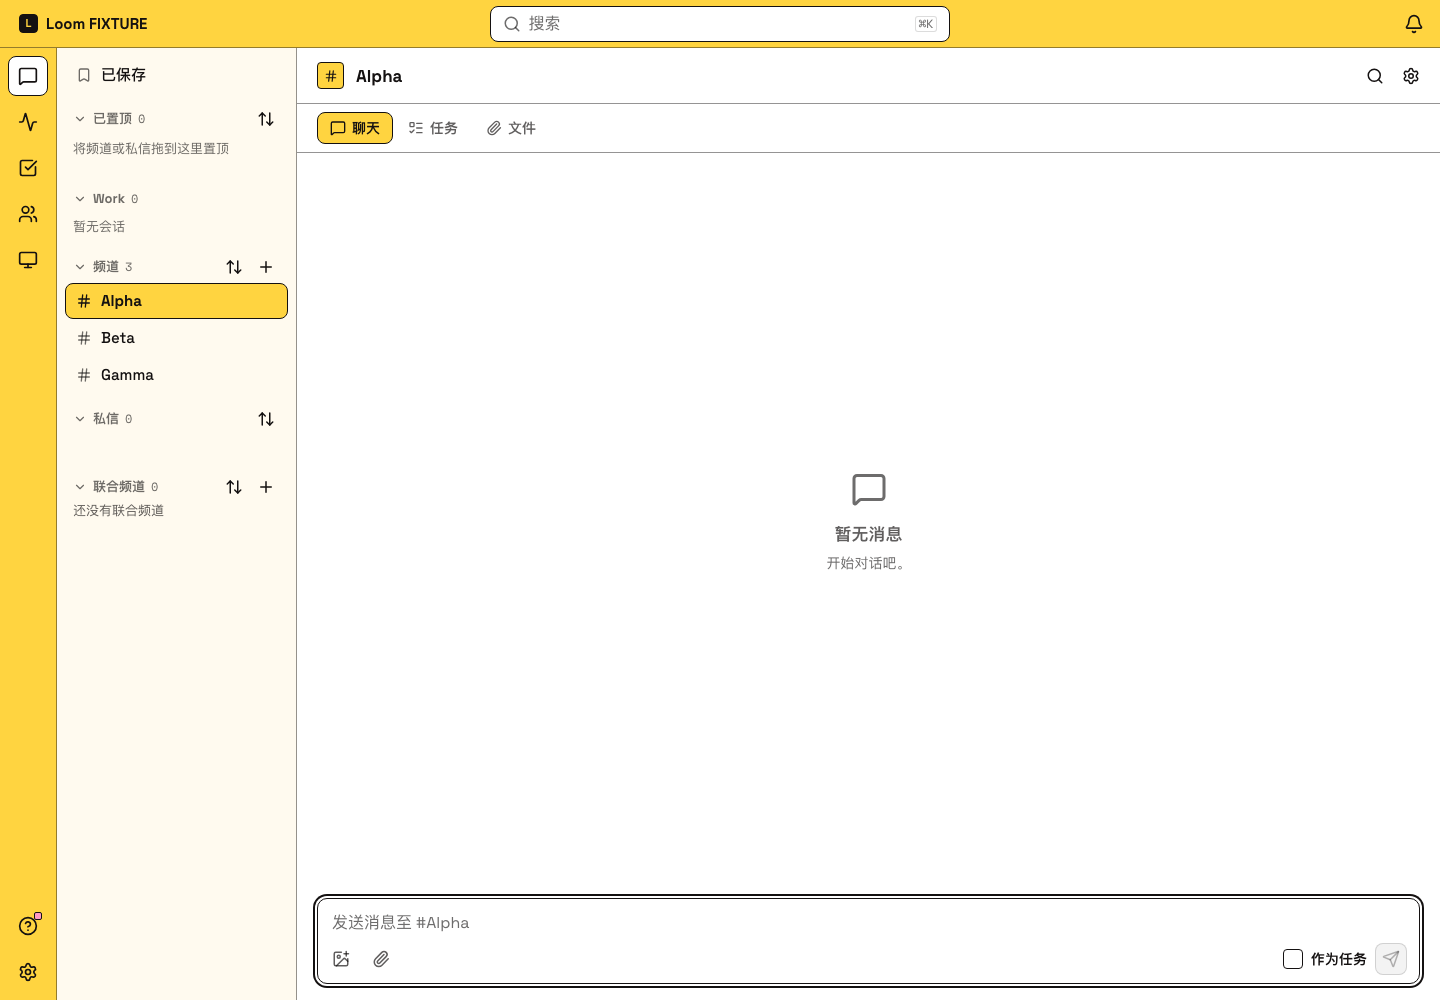 L Loom FIXTURE
搜索
⌘K
已保存
已置顶 0
将频道或私信拖到这里置顶
Work 0
暂无会话
频道 3
# Alpha
# Beta
# Gamma
私信 0
联合频道 0
还没有联合频道
# Alpha
聊天 任务 文件
暂无消息
开始对话吧。
发送消息至 #Alpha
作为任务